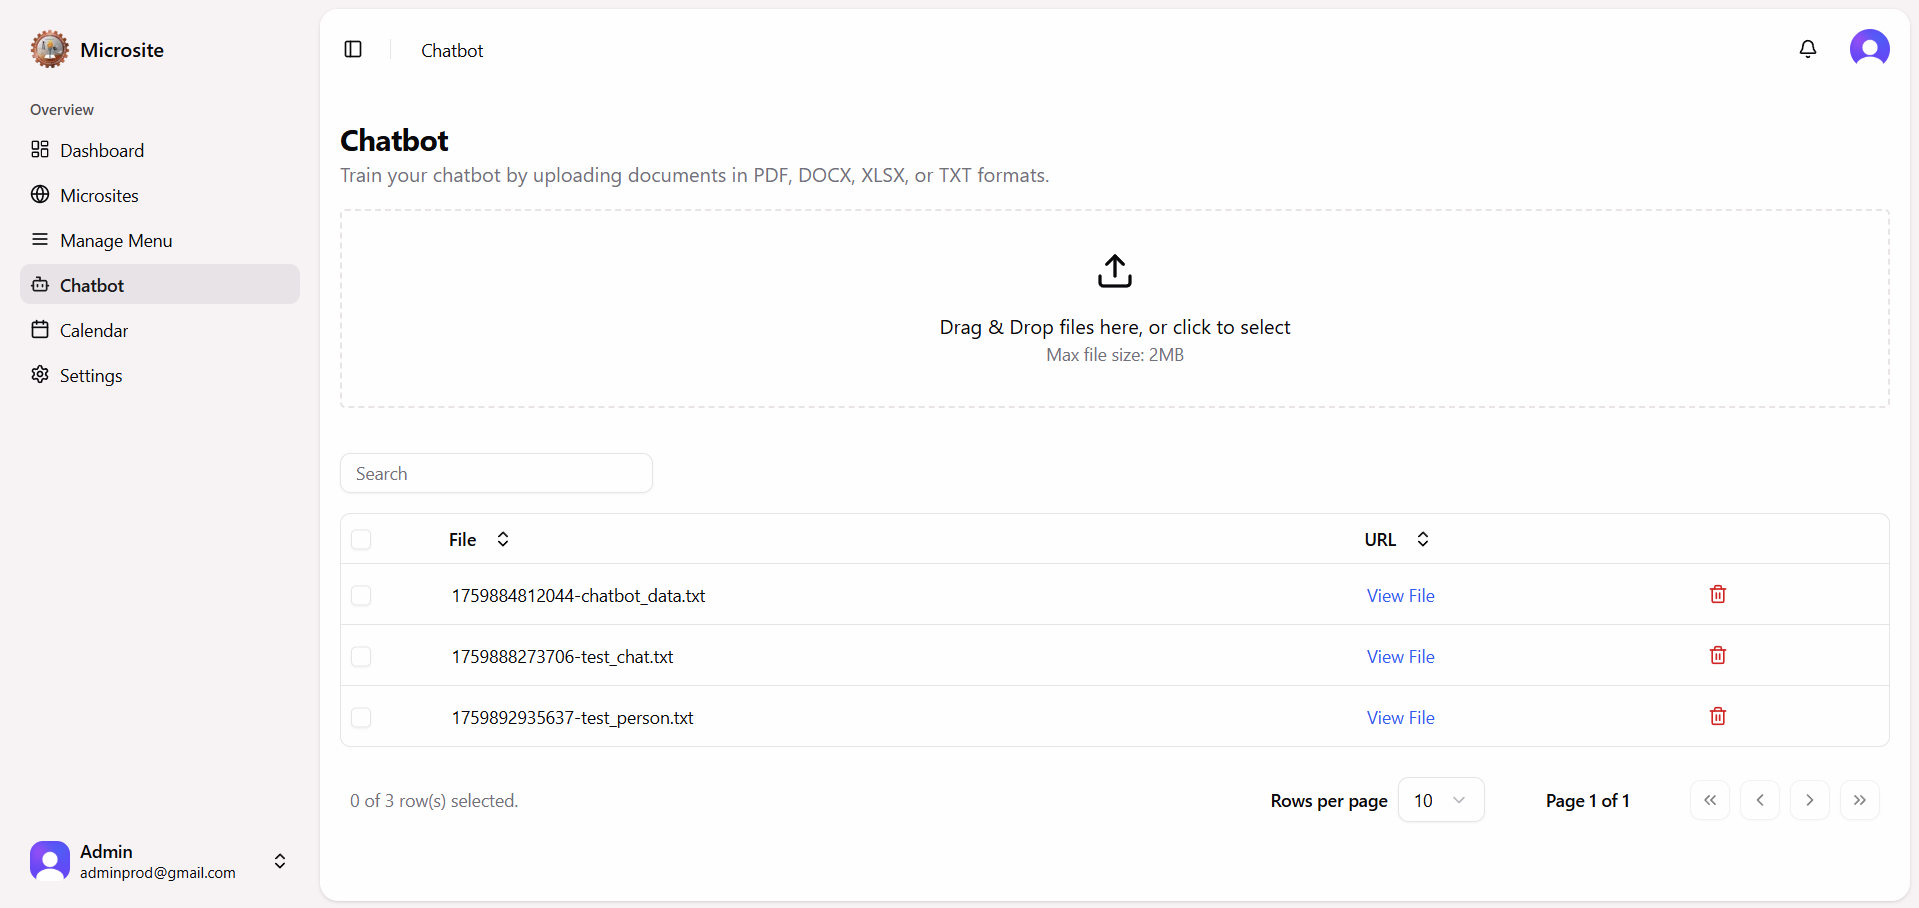 Microsite
Overview
Dashboard
Microsites
Manage Menu
Chatbot
Calendar
Settings
Admin
adminprod@gmail.com
Chatbot
Chatbot
Train your chatbot by uploading documents in PDF, DOCX, XLSX, or TXT formats.
Drag & Drop files here, or click to select
Max file size: 2MB
Search
File URL
1759884812044-chatbot_data.txt View File
1759888273706-test_chat.txt View File
1759892935637-test_person.txt View File
0 of 3 row(s) selected. Rows per page 10 Page 1 of 1